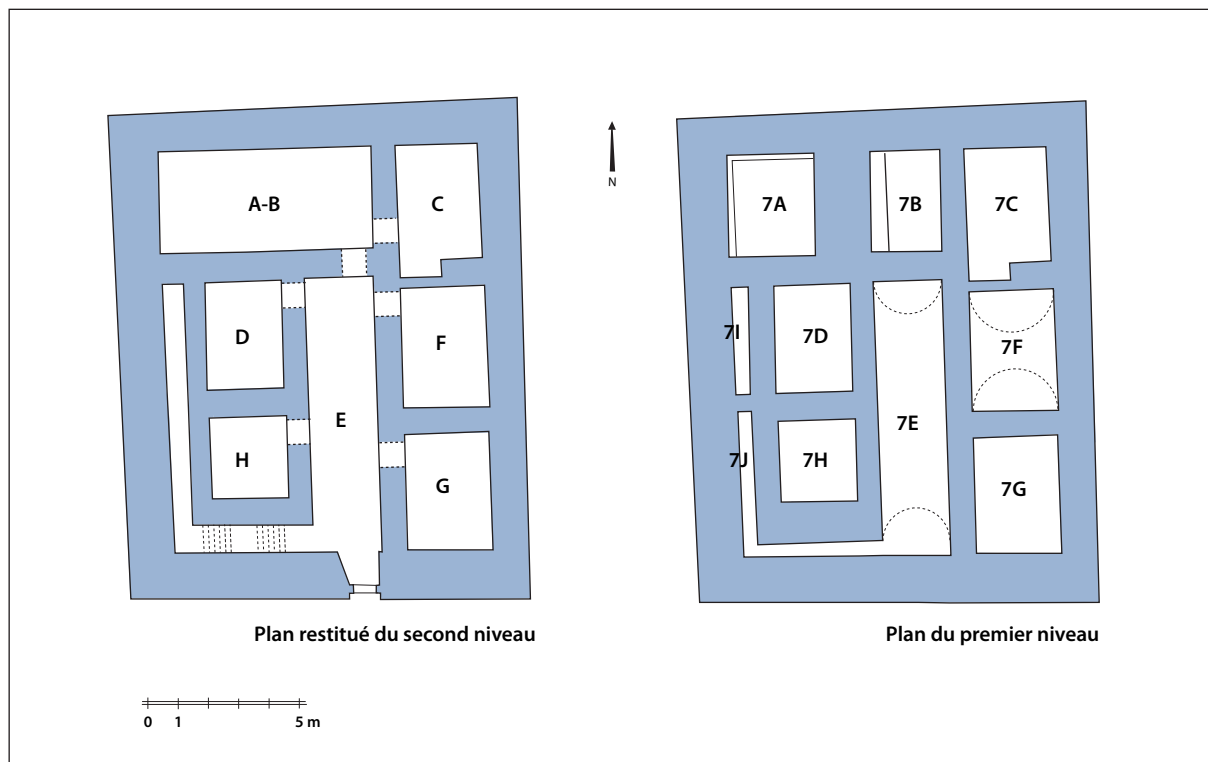 A-B
C
D
F
E
H
G
Plan restitué du second niveau
N
7A
7B
7C
7I
7D
7F
7E
7J
7H
7G
Plan du premier niveau
0 1 5 m